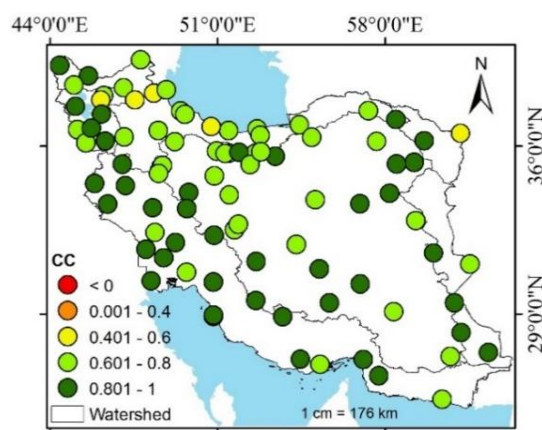 44°0'0"E 51°0'0"E 58°0'0"E
N
36°0'0"N
29°0'0"N
CC
< 0
0.001 - 0.4
0.401 - 0.6
0.601 - 0.8
0.801 - 1
Watershed
1 cm = 176 km